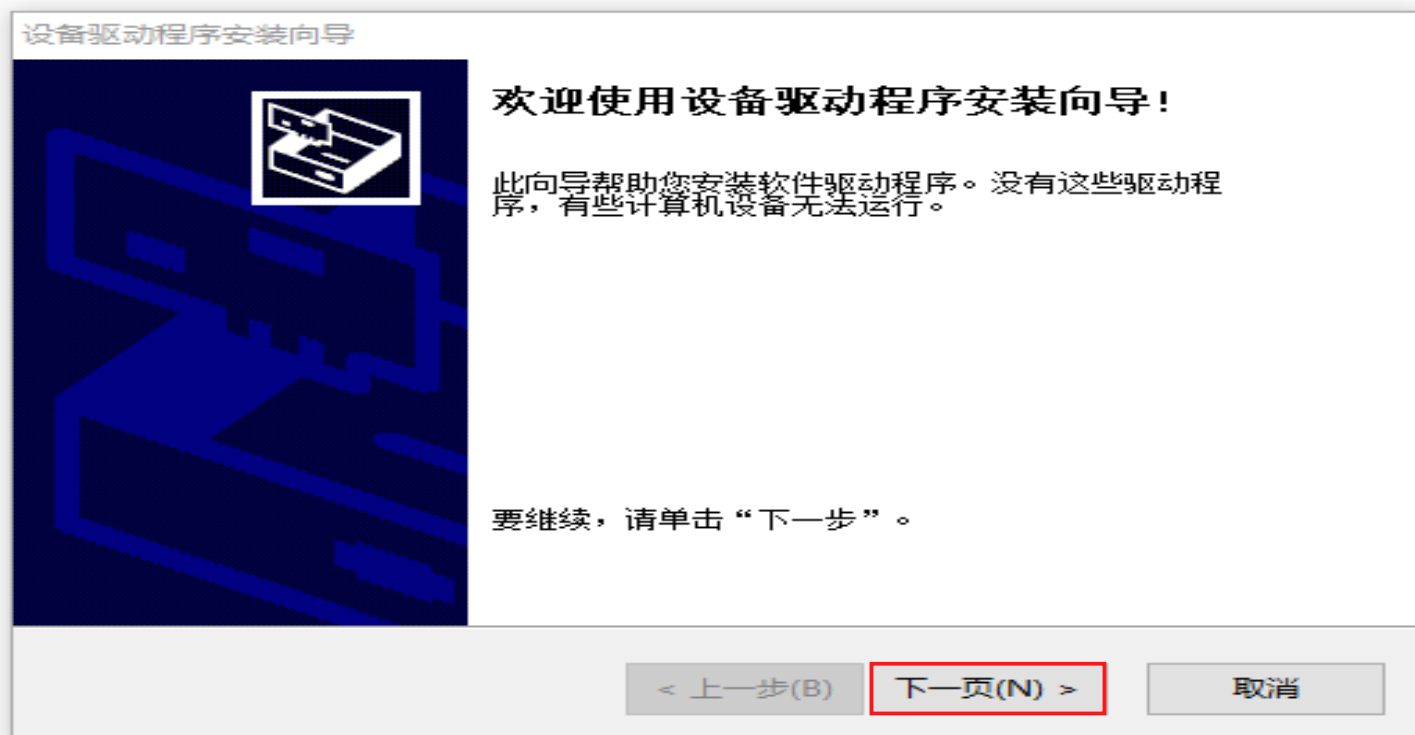 设备驱动程序安装向导
欢迎使用设备驱动程序安装向导!
此向导帮助您安装软件驱动程序。没有这些驱动程
序，有些计算机设备无法运行。
要继续，请单击“下一步”。
< 上一步(B)
下一页(N) >
取消